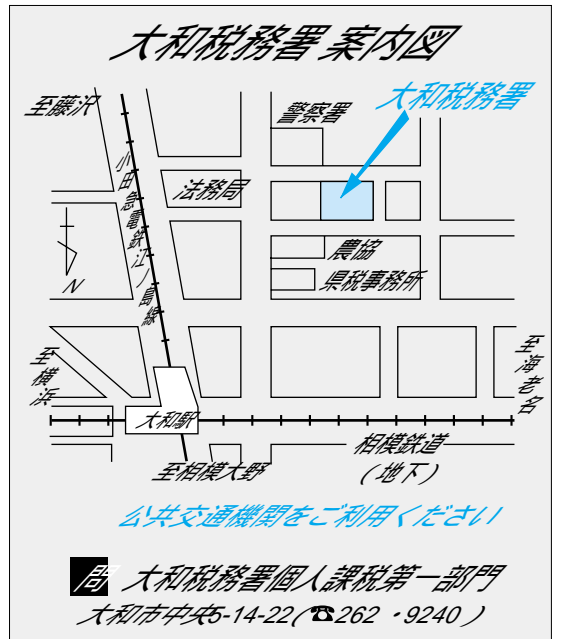 大和税務署 案内図
至藤沢
警察署
大和税務署
小田急電鉄江ノ島線
法務局
農協
県税事務所
N
至横浜
至海老名
大和駅
相模鉄道
(地下)
至相模大野
公共交通機関をご利用ください
問 大和税務署個人課税第一部門
大和市中央5-14-22(☎262・9240)